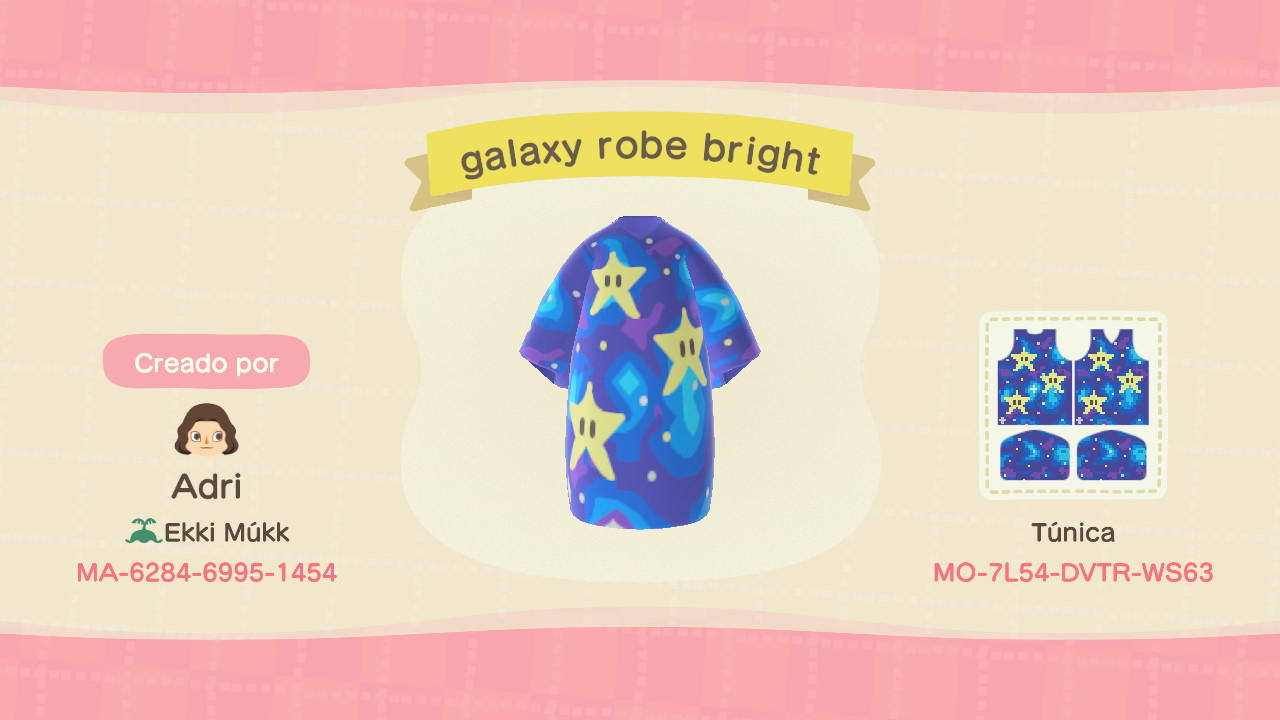 galaxy robe bright
Creado por
Adri
Ekki Múkk
MA-6284-6995-1454
Túnica
MO-7L54-DVTR-WS63